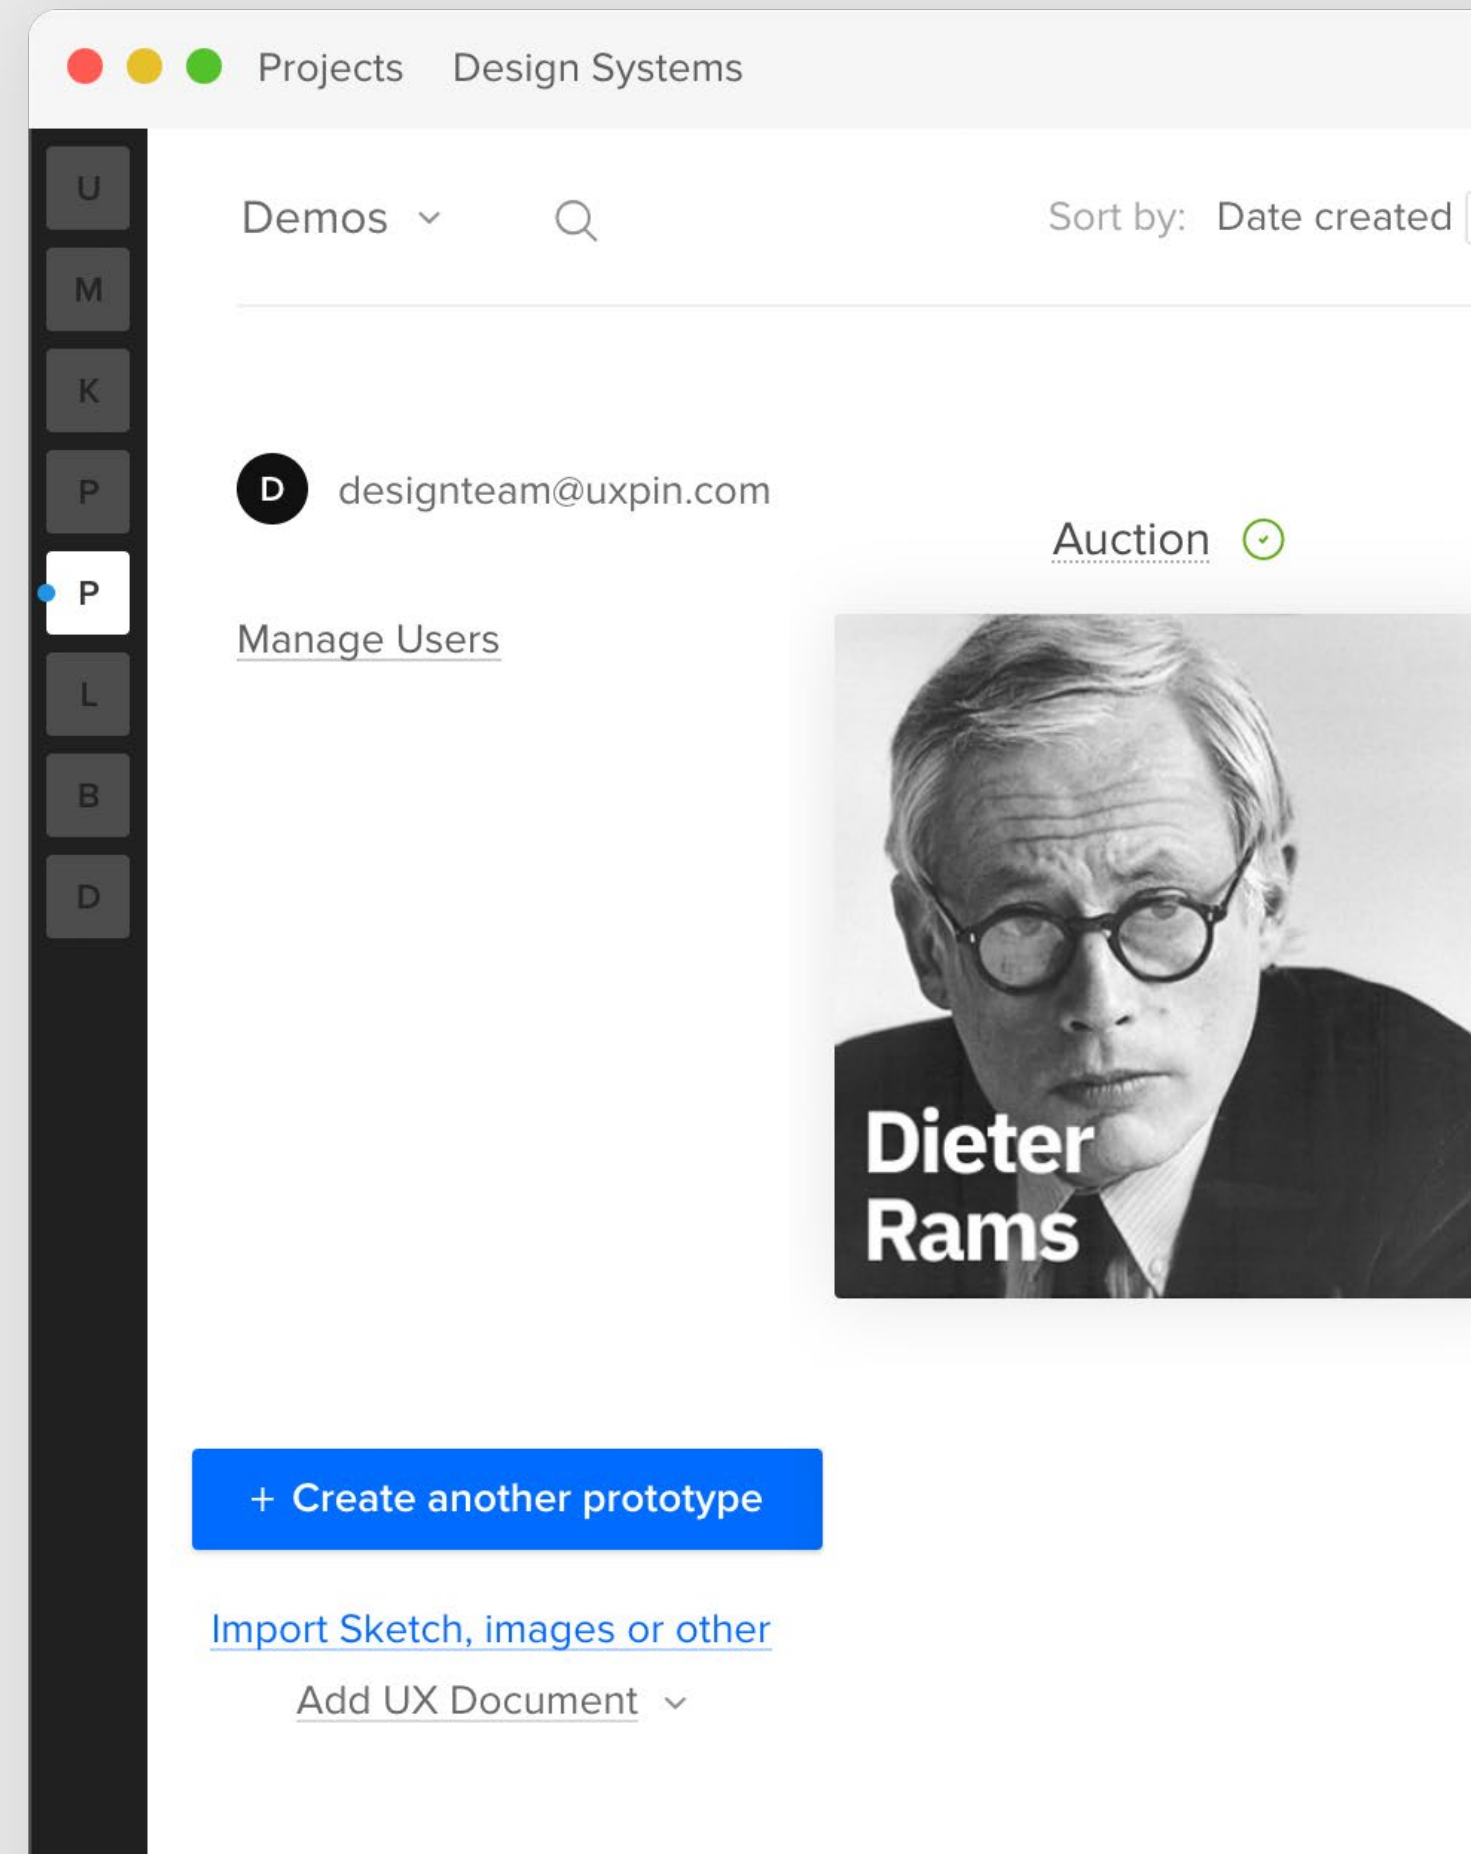 Projects Design Systems
U
M
K
P
P
L
B
D
Demos
Sort by: Date created
D designteam@uxpin.com
Manage Users
Auction
Dieter
Rams
+ Create another prototype
Import Sketch, images or other
Add UX Document